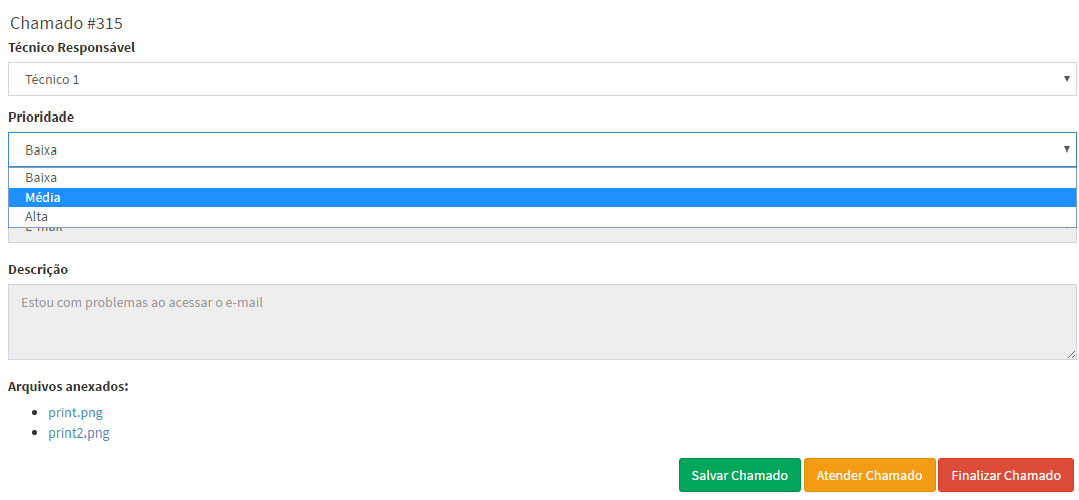 Chamado #315
Técnico Responsável
Técnico 1
Prioridade
Baixa
Baixa
Média
Alta
E-mail
Descrição
Estou com problemas ao acessar o e-mail
Arquivos anexados:
print.png
print2.png
Salvar Chamado Atender Chamado Finalizar Chamado